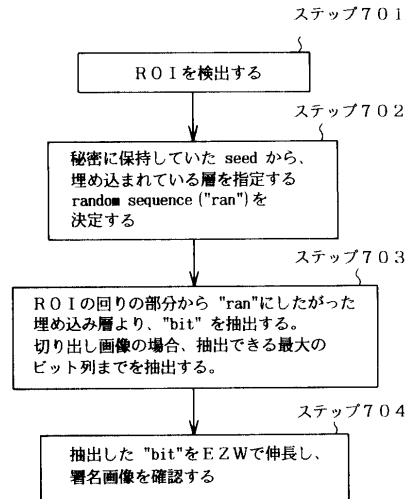 ステップ７０１
ＲＯＩを検出する
ステップ７０２
秘密に保持していた seed から、
埋め込まれている層を指定する
random sequence ("ran")を
決定する
ステップ７０３
ＲＯＩの回りの部分から "ran"にしたがった
埋め込み層より、"bit" を抽出する。
切り出し画像の場合、抽出できる最大の
ビット列までを抽出する。
ステップ７０４
抽出した "bit"をＥＺＷで伸長し、
署名画像を確認する